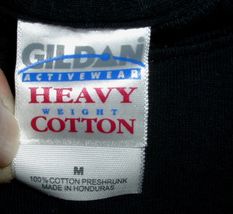 GILDAN
ACTIVEWEAR
HEAVY
WEIGHT
COTTON
M
100% COTTON PRESHRUNK
MADE IN HONDURAS